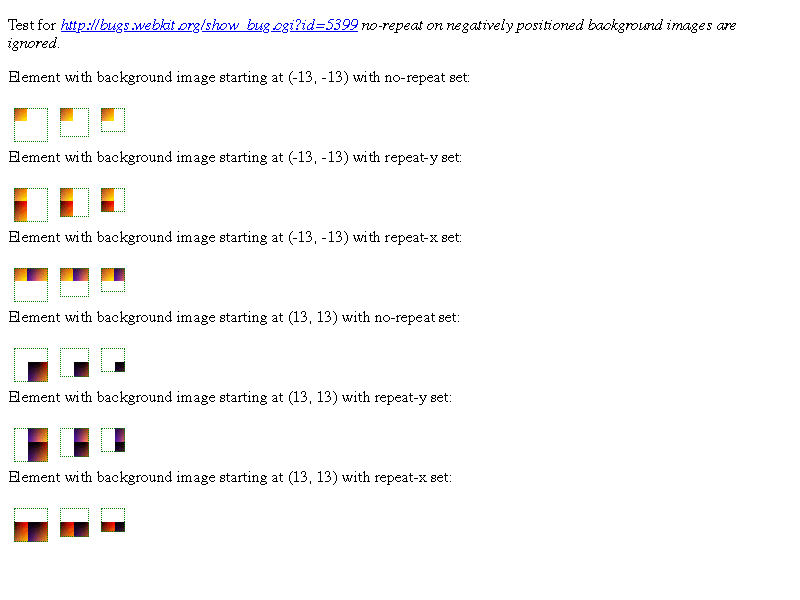 Test for http://bugs.webkit.org/show_bug.cgi?id=5399 no-repeat on negatively positioned background images are
ignored.
Element with background image starting at (-13, -13) with no-repeat set:
Element with background image starting at (-13, -13) with repeat-y set:
Element with background image starting at (-13, -13) with repeat-x set:
Element with background image starting at (13, 13) with no-repeat set:
Element with background image starting at (13, 13) with repeat-y set:
Element with background image starting at (13, 13) with repeat-x set: